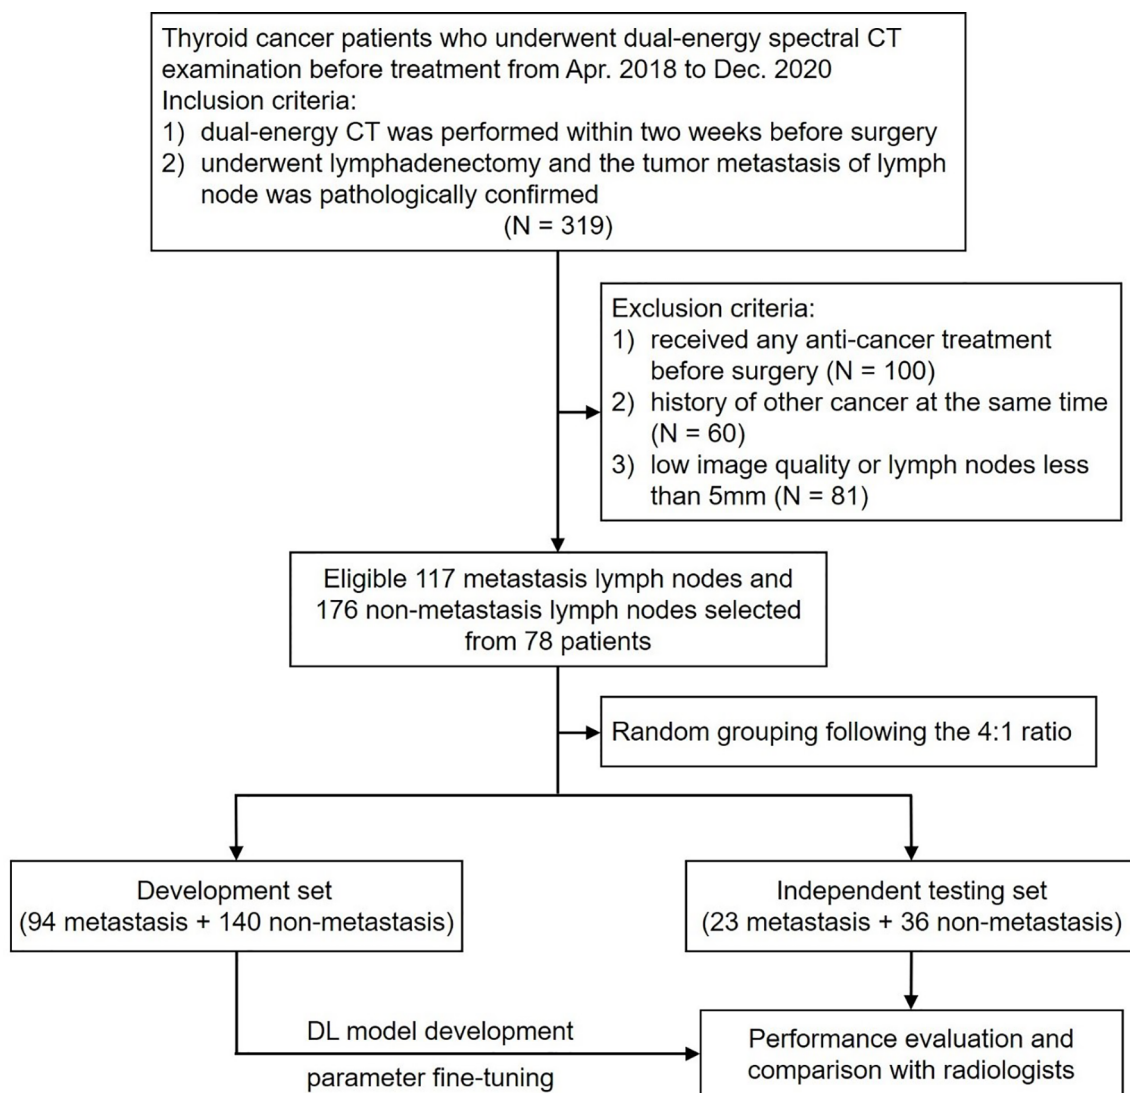 Thyroid cancer patients who underwent dual-energy spectral CT
examination before treatment from Apr. 2018 to Dec. 2020
Inclusion criteria:
1) dual-energy CT was performed within two weeks before surgery
2) underwent lymphadenectomy and the tumor metastasis of lymph
node was pathologically confirmed
(N = 319)
Exclusion criteria:
1) received any anti-cancer treatment
before surgery (N = 100)
2) history of other cancer at the same time
(N = 60)
3) low image quality or lymph nodes less
than 5mm (N = 81)
Eligible 117 metastasis lymph nodes and
176 non-metastasis lymph nodes selected
from 78 patients
Random grouping following the 4:1 ratio
Development set
(94 metastasis + 140 non-metastasis)
Independent testing set
(23 metastasis + 36 non-metastasis)
DL model development
parameter fine-tuning
Performance evaluation and
comparison with radiologists